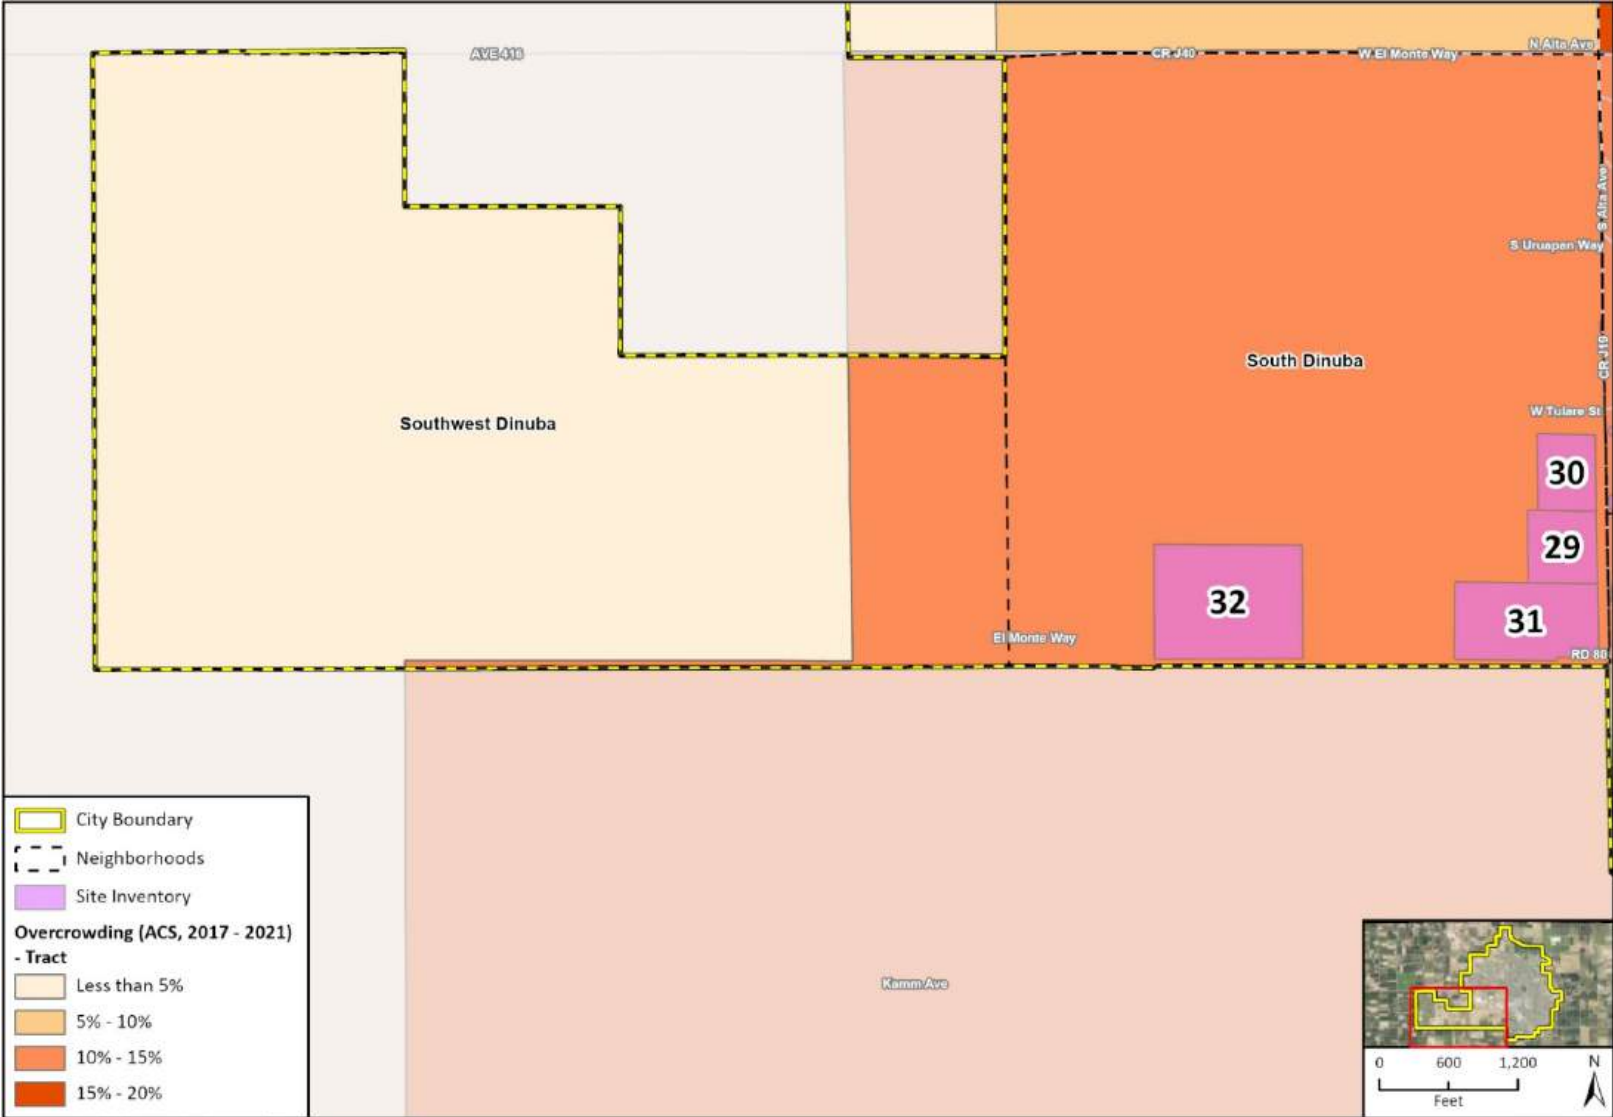 AVE 416
CR J40
W El Monte Way
N Alta Ave
S Alta Ave
S Uruapan Way
South Dinuba
CR J19
W Tulare St
Southwest Dinuba
30
29
32
31
El Monte Way
RD 80
Kamm Ave
City Boundary
Neighborhoods
Site Inventory
Overcrowding (ACS, 2017 - 2021)
- Tract
Less than 5%
5% - 10%
10% - 15%
15% - 20%
0 600 1,200
Feet
N